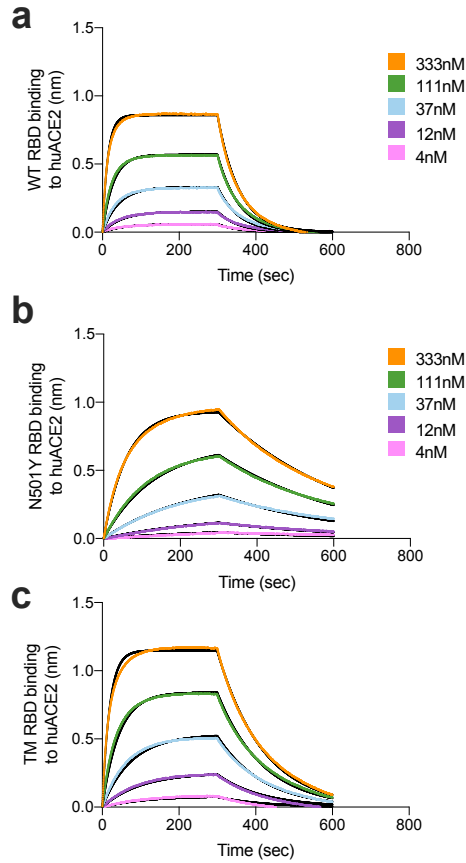 a
WT RBD binding
to huACE2 (nm)
1.5
1.0
0.5
0.0
0
200
400
600
800
Time (sec)
333nM
111nM
37nM
12nM
4nM
b
N501Y RBD binding
to huACE2 (nm)
1.5
1.0
0.5
0.0
0
200
400
600
800
Time (sec)
333nM
111nM
37nM
12nM
4nM
c
TM RBD binding
to huACE2 (nm)
1.5
1.0
0.5
0.0
0
200
400
600
800
Time (sec)